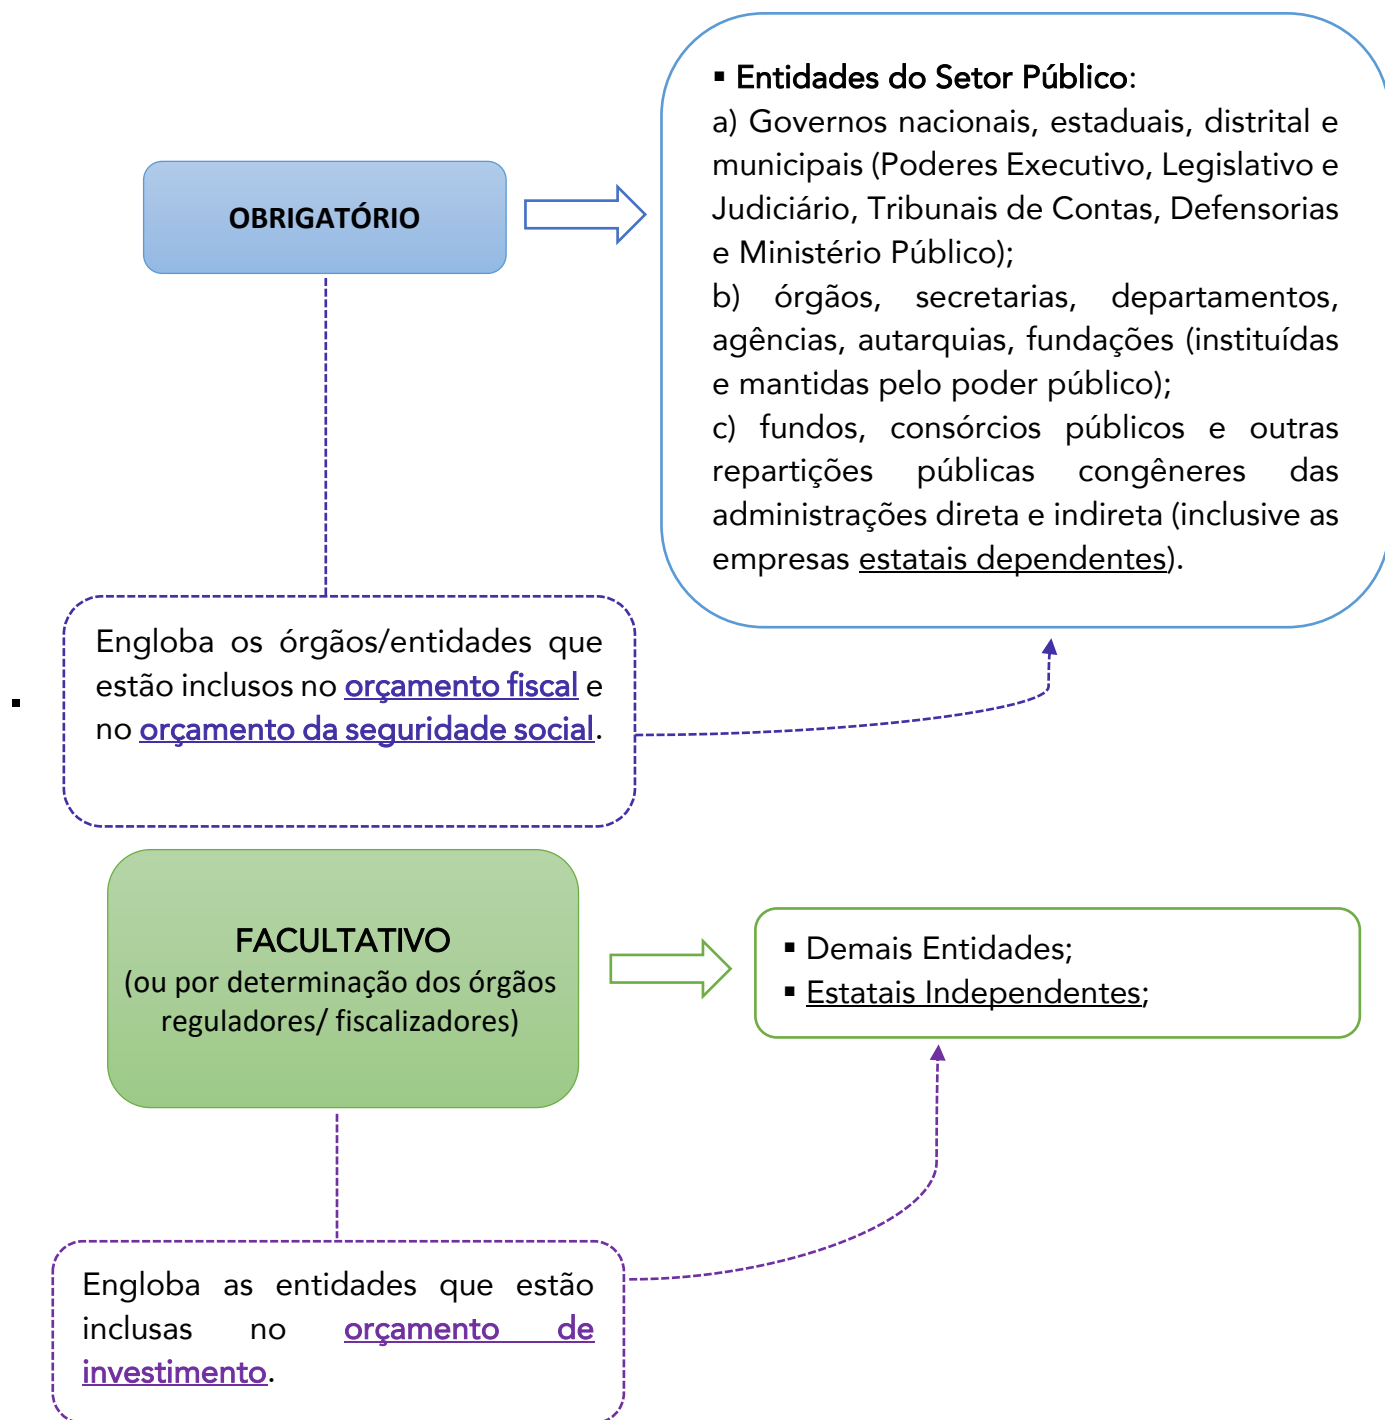 ▪ Entidades do Setor Público:
a) Governos nacionais, estaduais, distrital e
municipais (Poderes Executivo, Legislativo e
Judiciário, Tribunais de Contas, Defensorias
e Ministério Público);
b) órgãos, secretarias, departamentos,
agências, autarquias, fundações (instituídas
e mantidas pelo poder público);
c) fundos, consórcios públicos e outras
repartições públicas congêneres das
administrações direta e indireta (inclusive as
empresas estatais dependentes).
OBRIGATÓRIO
Engloba os órgãos/entidades que
estão inclusos no orçamento fiscal e
no orçamento da seguridade social.
▪
FACULTATIVO
(ou por determinação dos órgãos
reguladores/ fiscalizadores)
▪ Demais Entidades;
▪ Estatais Independentes;
Engloba as entidades que estão
inclusas no orçamento de
investimento.